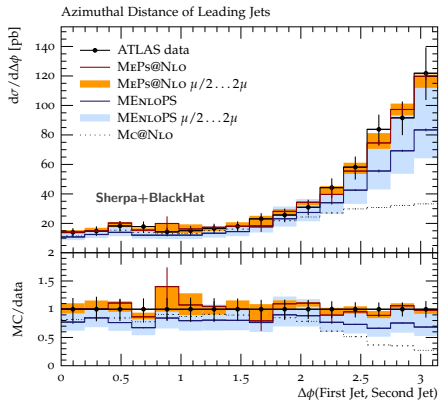 Azimuthal Distance of Leading Jets
dσ/dΔϕ [pb]
140
120
100
80
60
40
20
2
ATLAS data
MEPS@NLO
MEPS@NLO μ/2...2μ
MENLOPS
MENLOPS μ/2...2μ
MC@NLO
Sherpa+BlackHat
MC/data
1.5
1
0.5
0
0 0.5 1 1.5 2 2.5 3
Δϕ(First Jet, Second Jet)